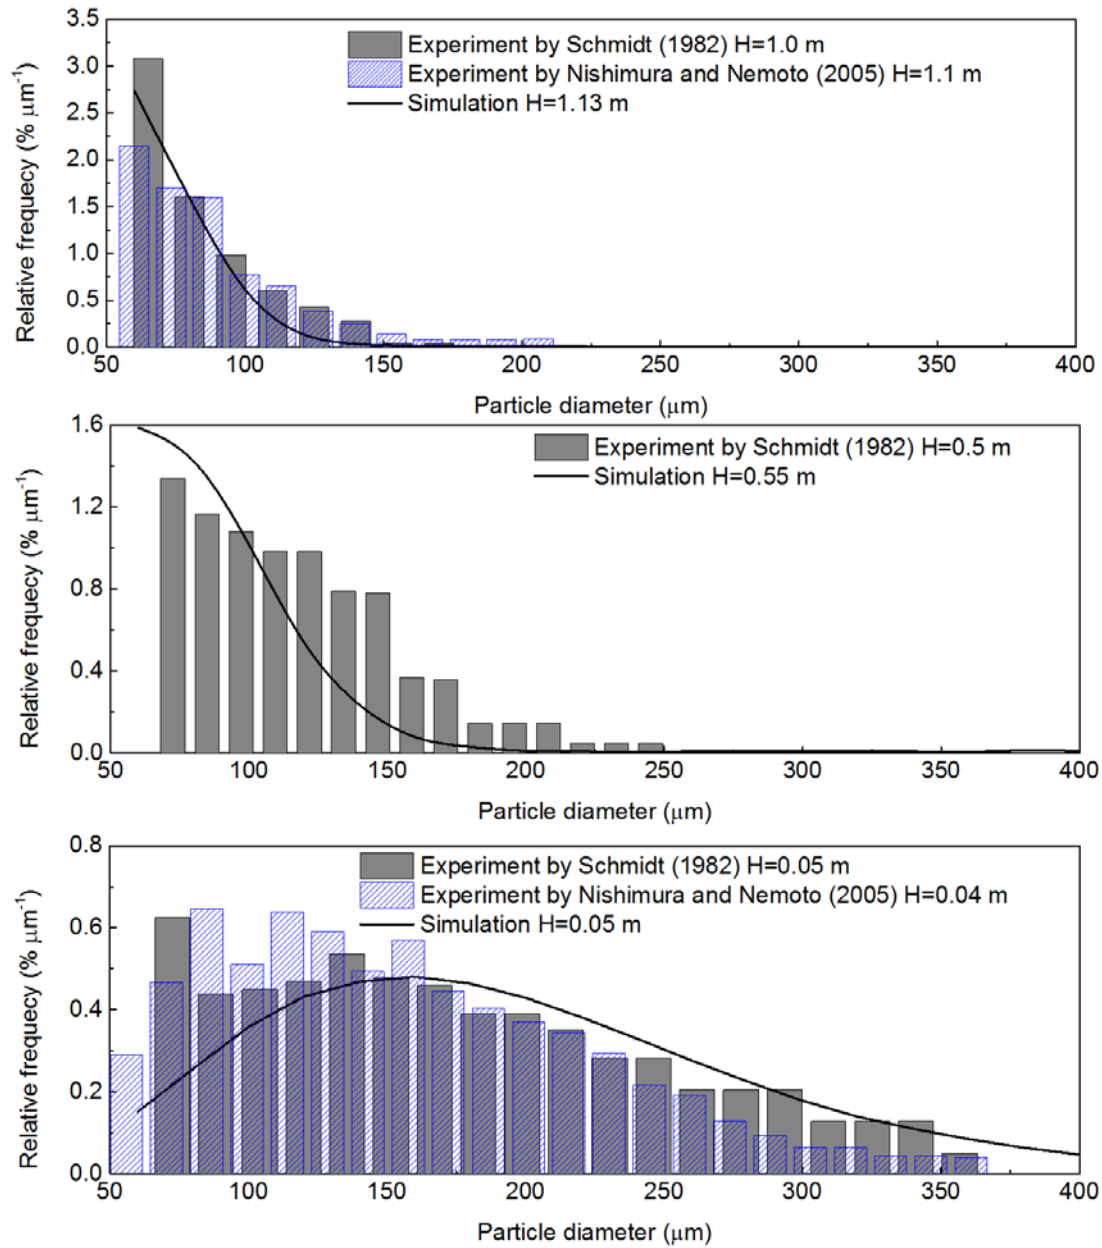 3.5
3.0
2.5
2.0
1.5
1.0
0.5
0.0
Relative frequecy (% μm⁻¹)
Experiment by Schmidt (1982) H=1.0 m
Experiment by Nishimura and Nemoto (2005) H=1.1 m
Simulation H=1.13 m
50 100 150 200 250 300 350 400
Particle diameter (μm)
1.6
1.2
0.8
0.4
0.0
Relative frequecy (% μm⁻¹)
Experiment by Schmidt (1982) H=0.5 m
Simulation H=0.55 m
50 100 150 200 250 300 350 400
Particle diameter (μm)
0.8
0.6
0.4
0.2
0.0
Relative frequecy (% μm⁻¹)
Experiment by Schmidt (1982) H=0.05 m
Experiment by Nishimura and Nemoto (2005) H=0.04 m
Simulation H=0.05 m
50 100 150 200 250 300 350 400
Particle diameter (μm)